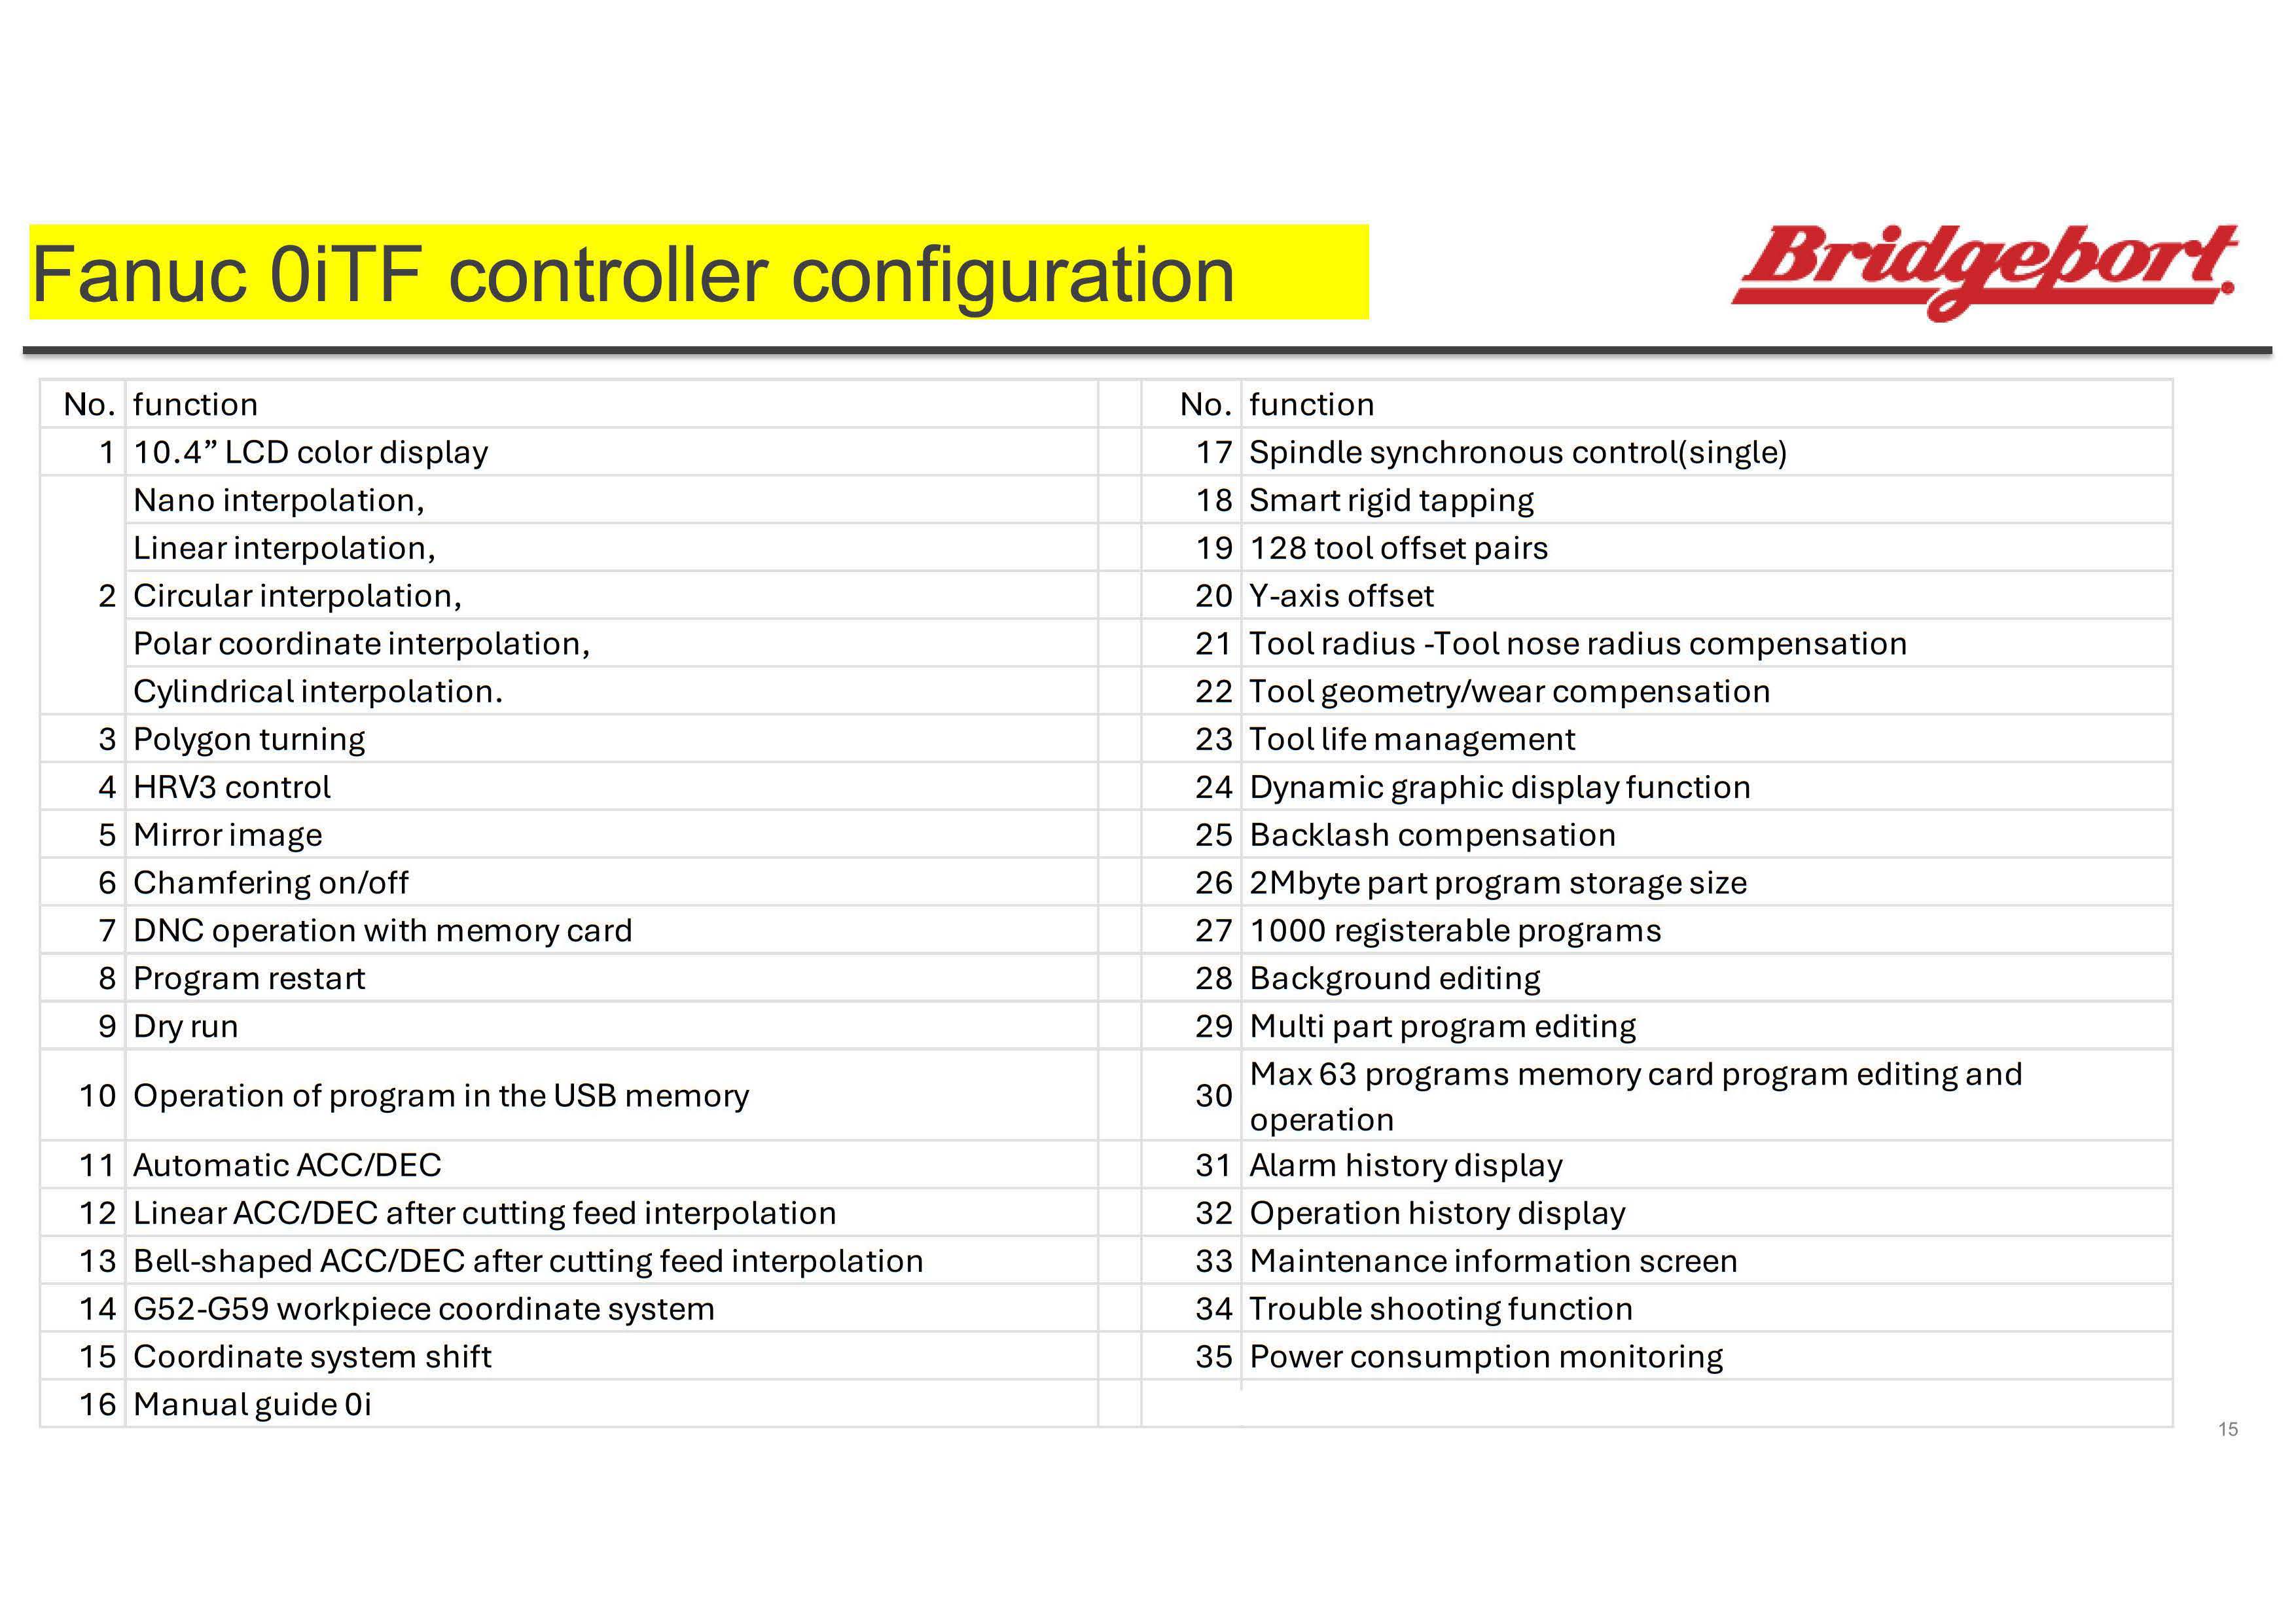 Fanuc 0iTF controller configuration
Bridgeport
No. function
1 10.4” LCD color display
2 Nano interpolation,
Linear interpolation,
Circular interpolation,
Polar coordinate interpolation,
Cylindrical interpolation.
3 Polygon turning
4 HRV3 control
5 Mirror image
6 Chamfering on/off
7 DNC operation with memory card
8 Program restart
9 Dry run
10 Operation of program in the USB memory
11 Automatic ACC/DEC
12 Linear ACC/DEC after cutting feed interpolation
13 Bell-shaped ACC/DEC after cutting feed interpolation
14 G52-G59 workpiece coordinate system
15 Coordinate system shift
16 Manual guide 0i
No. function
17 Spindle synchronous control(single)
18 Smart rigid tapping
19 128 tool offset pairs
20 Y-axis offset
21 Tool radius -Tool nose radius compensation
22 Tool geometry/wear compensation
23 Tool life management
24 Dynamic graphic display function
25 Backlash compensation
26 2Mbyte part program storage size
27 1000 registerable programs
28 Background editing
29 Multi part program editing
30 Max 63 programs memory card program editing and
operation
31 Alarm history display
32 Operation history display
33 Maintenance information screen
34 Trouble shooting function
35 Power consumption monitoring
15